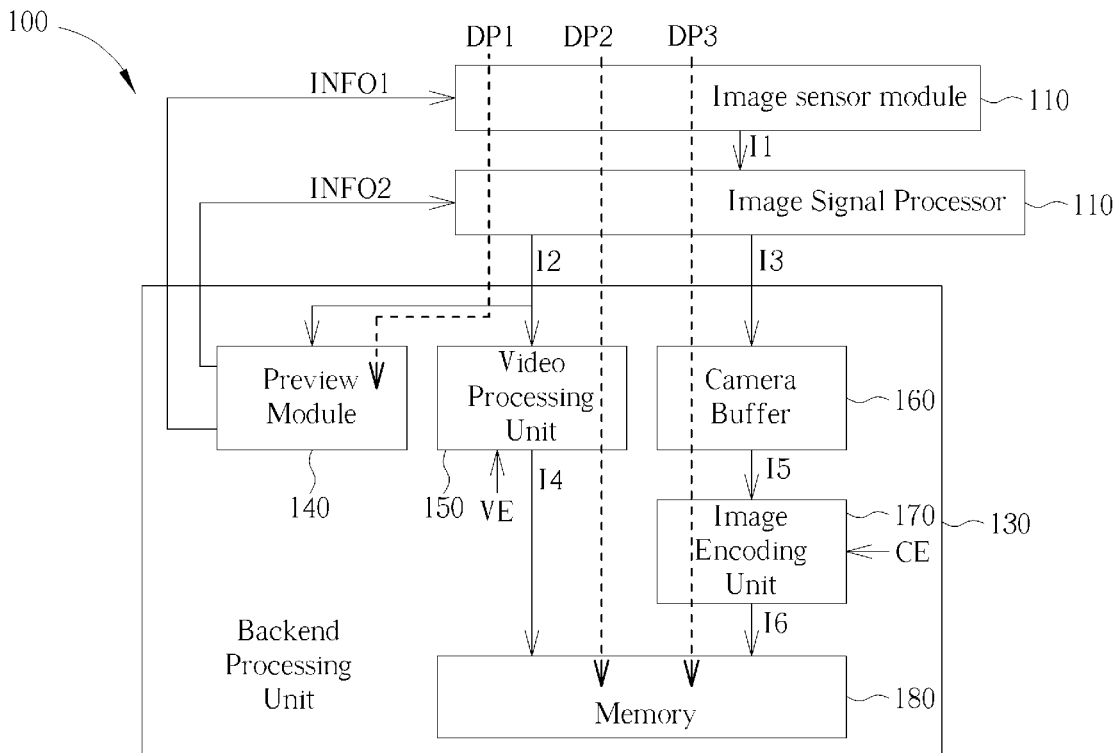 100
DP1 DP2 DP3
INFO1
Image sensor module
110
I1
INFO2
Image Signal Processor
110
I2
I3
Preview
Module
140
Video
Processing
Unit
150
VE
I4
Camera
Buffer
160
I5
Image
Encoding
Unit
170
CE
130
I6
Backend
Processing
Unit
Memory
180